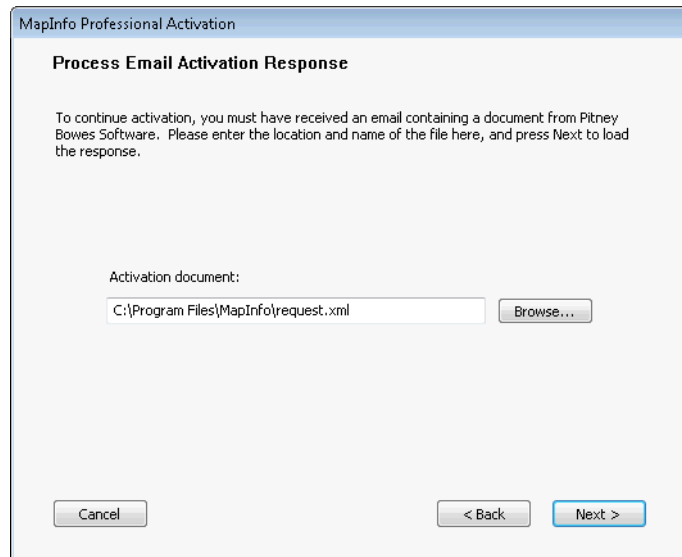 MapInfo Professional Activation
Process Email Activation Response
To continue activation, you must have received an email containing a document from Pitney
Bowes Software.  Please enter the location and name of the file here, and press Next to load
the response.
Activation document:
C:\Program Files\MapInfo\request.xml
Browse...
Cancel
< Back
Next >